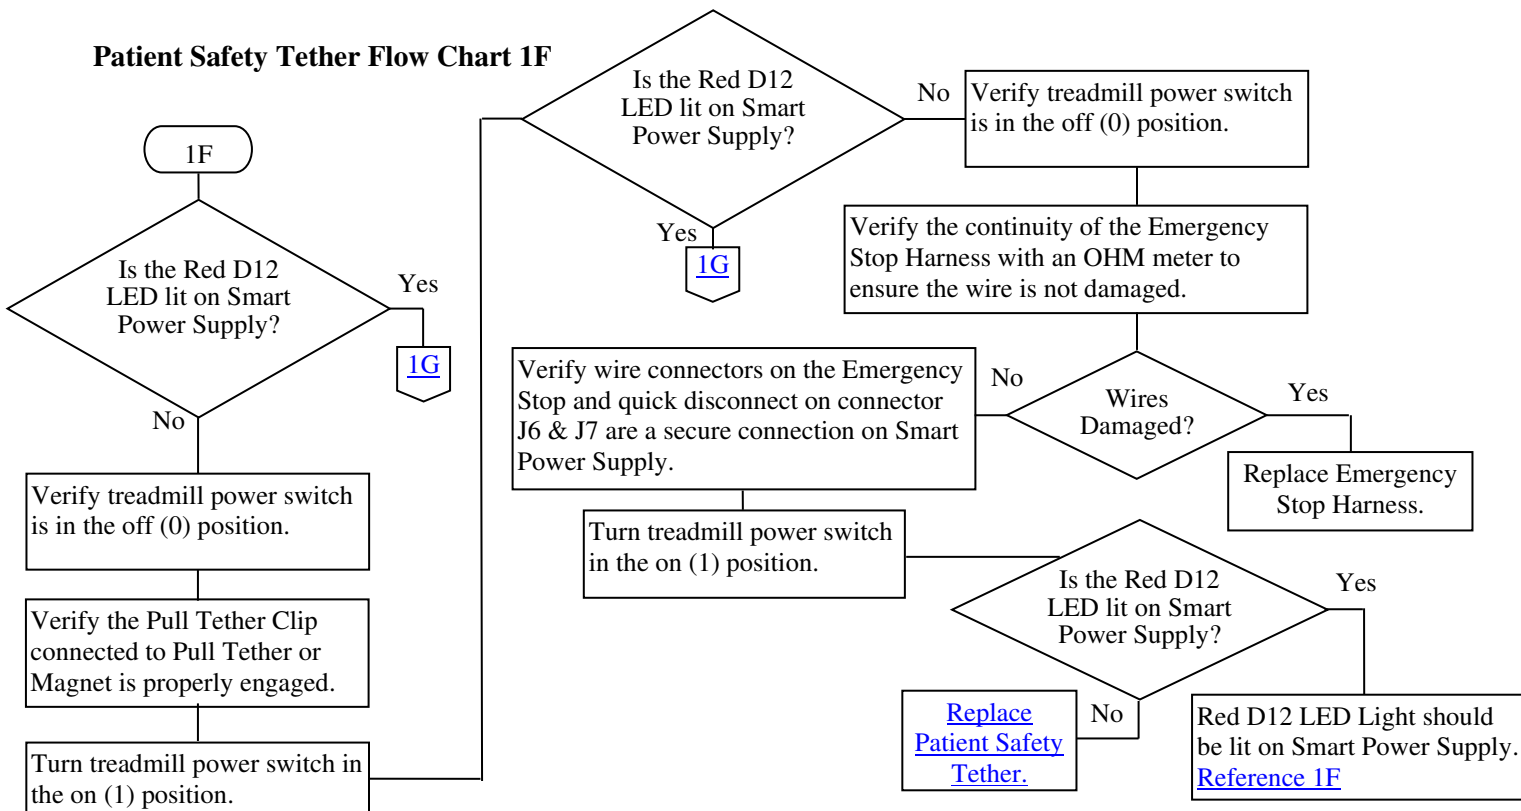 Patient Safety Tether Flow Chart 1F
1F
Is the Red D12
LED lit on Smart
Power Supply?
Yes
1G
No
Verify treadmill power switch
is in the off (0) position.
Verify the Pull Tether Clip
connected to Pull Tether or
Magnet is properly engaged.
Turn treadmill power switch in
the on (1) position.
Is the Red D12
LED lit on Smart
Power Supply?
Yes
1G
No
Verify treadmill power switch
is in the off (0) position.
Verify the continuity of the Emergency
Stop Harness with an OHM meter to
ensure the wire is not damaged.
Wires
Damaged?
Yes
Replace Emergency
Stop Harness.
No
Verify wire connectors on the Emergency
Stop and quick disconnect on connector
J6 & J7 are a secure connection on Smart
Power Supply.
Turn treadmill power switch
in the on (1) position.
Is the Red D12
LED lit on Smart
Power Supply?
No
Replace
Patient Safety
Tether.
Yes
Red D12 LED Light should
be lit on Smart Power Supply.
Reference 1F